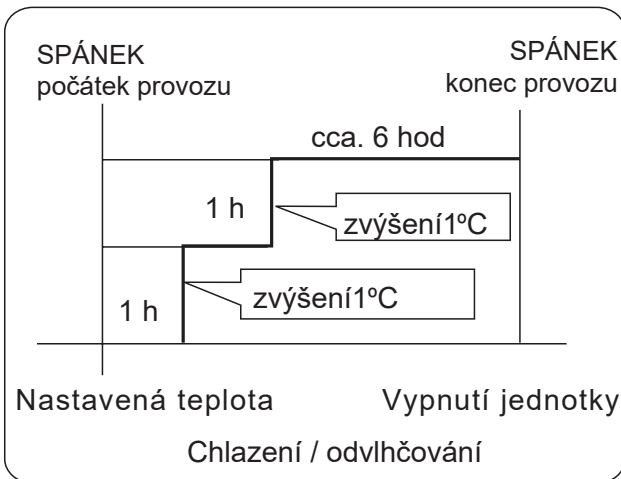 SPÁNEK
počátek provozu
SPÁNEK
konec provozu
cca. 6 hod
1 h
zvýšení1ºC
zvýšení1ºC
1 h
Nastavená teplota
Vypnutí jednotky
Chlazení / odvlhčování